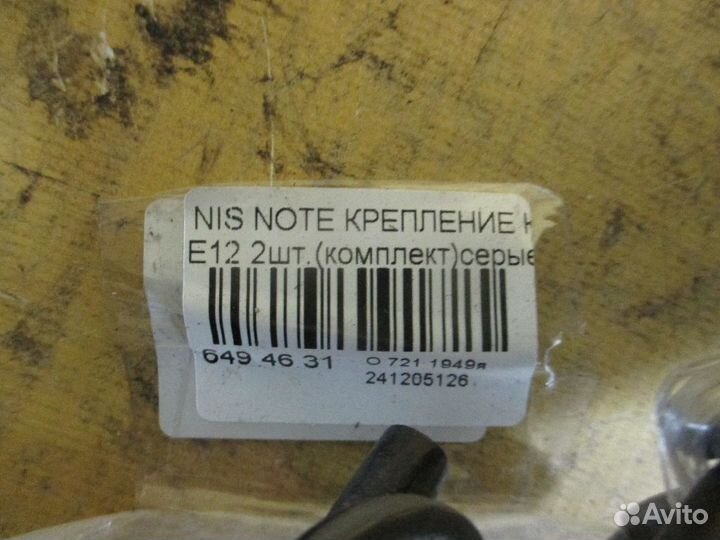 NIS NOTE КРЕПЛЕНИЕ
E12 2шт.(комплект)серые
649 46 31
О 721 1949я
241205126
Avito